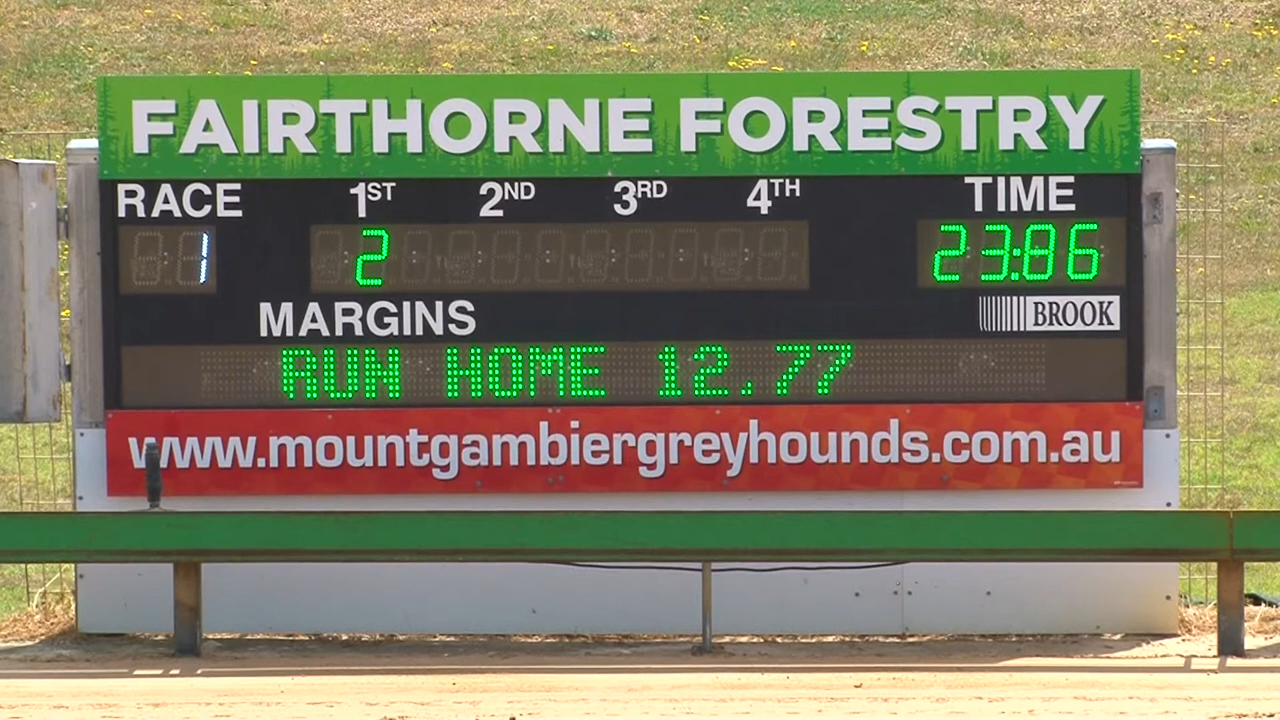 FAIRTHORNE FORESTRY
RACE 1ST 2ND 3RD 4TH TIME
1 2 23:86
MARGINS BROOK
RUN HOME 12.77
www.mountgambiergreyhounds.com.au